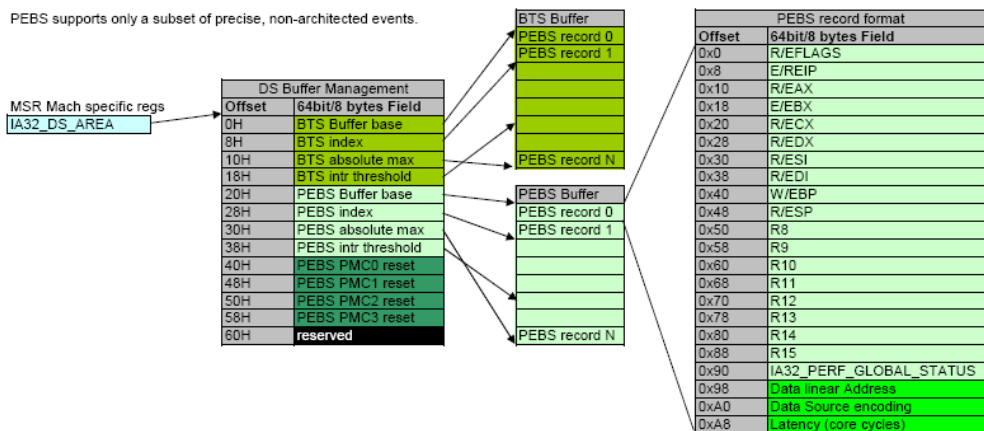 PEBS supports only a subset of precise, non-architected events.
MSR Mach specific regs
IA32_DS_AREA
DS Buffer Management
Offset 64bit/8 bytes Field
0H BTS Buffer base
8H BTS index
10H BTS absolute max
18H BTS intr threshold
20H PEBS Buffer base
28H PEBS index
30H PEBS absolute max
38H PEBS intr threshold
40H PEBS PMC0 reset
48H PEBS PMC1 reset
50H PEBS PMC2 reset
58H PEBS PMC3 reset
60H reserved
BTS Buffer
PEBS record 0
PEBS record 1
PEBS record N
PEBS Buffer
PEBS record 0
PEBS record 1
PEBS record N
PEBS record format
Offset 64bit/8 bytes Field
0x0 R/EFLAGS
0x8 E/REIP
0x10 R/EAX
0x18 E/EBX
0x20 R/ECX
0x28 R/EDX
0x30 R/ESI
0x38 R/EDI
0x40 W/EBP
0x48 R/ESP
0x50 R8
0x58 R9
0x60 R10
0x68 R11
0x70 R12
0x78 R13
0x80 R14
0x88 R15
0x90 IA32_PERF_GLOBAL_STATUS
0x98 Data linear Address
0xA0 Data Source encoding
0xA8 Latency (core cycles)